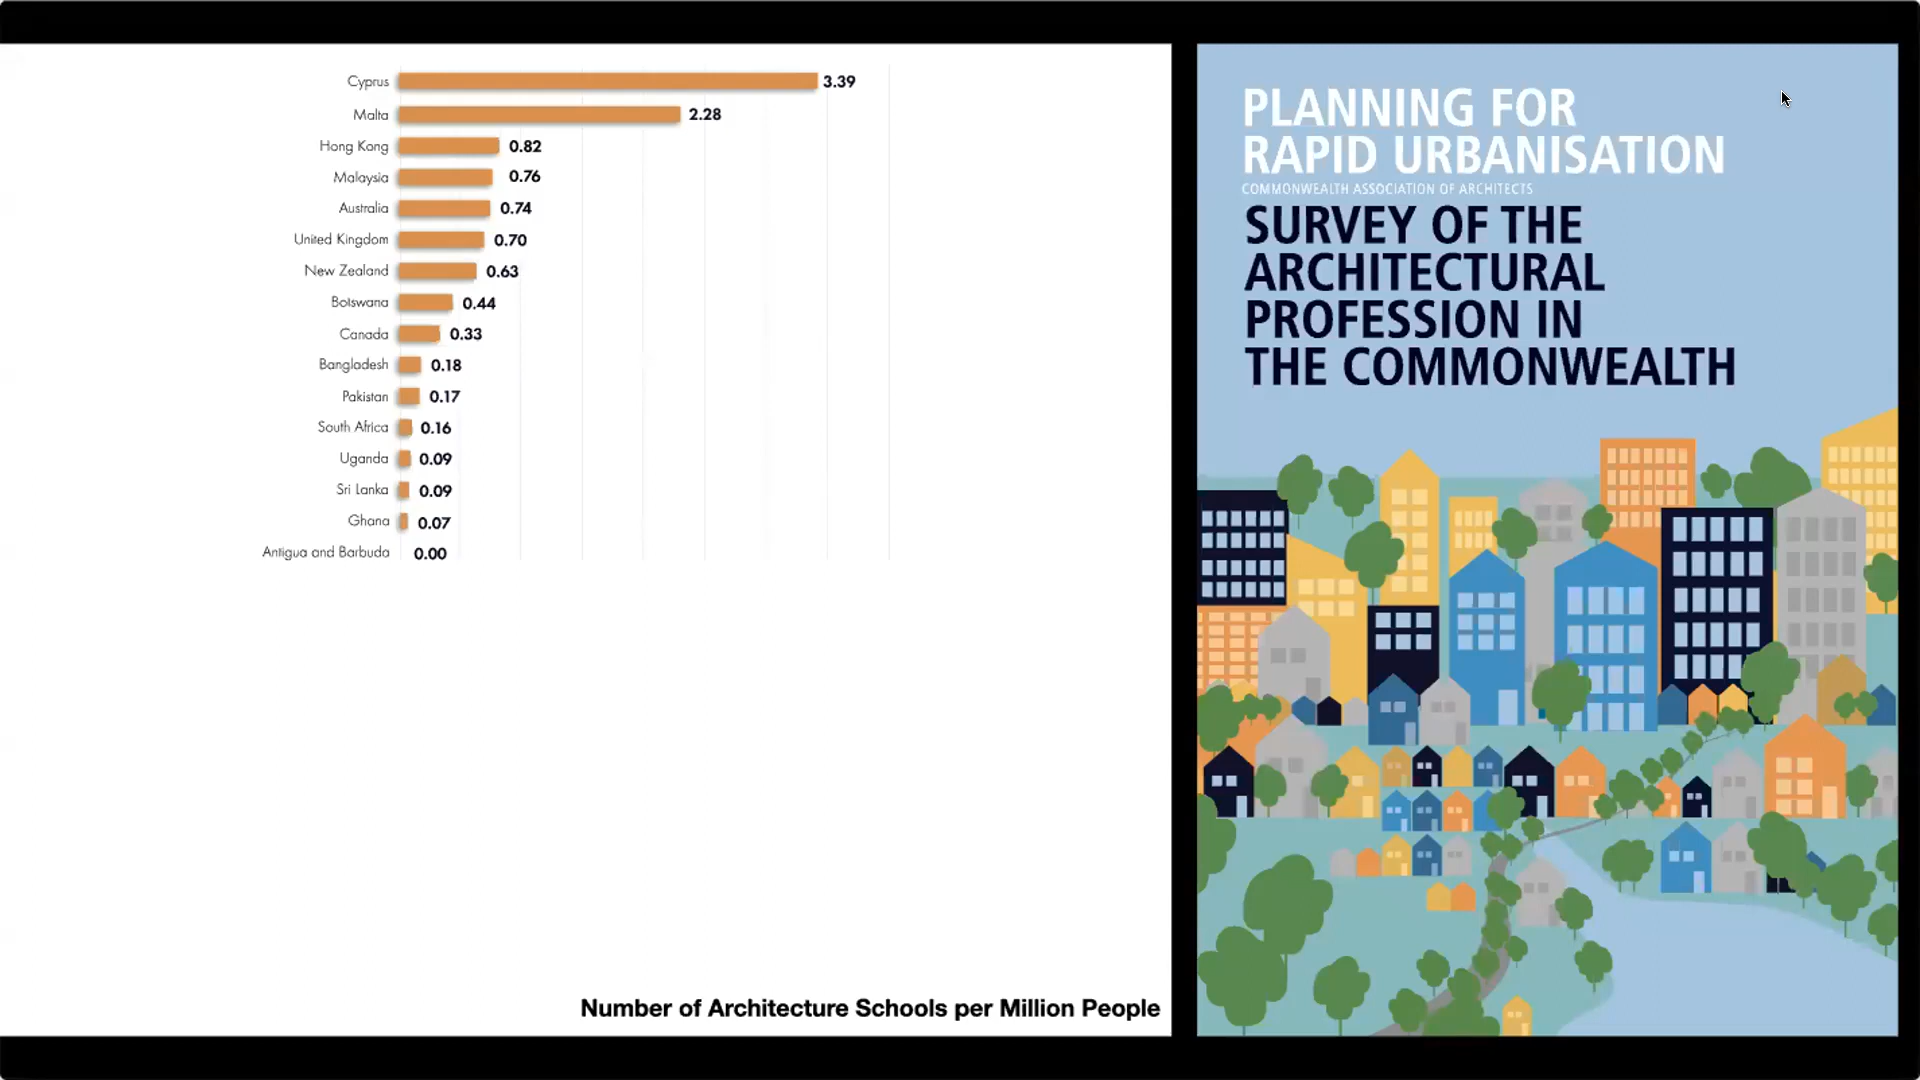 Cyprus 3.39
Malta 2.28
Hong Kong 0.82
Malaysia 0.76
Australia 0.74
United Kingdom 0.70
New Zealand 0.63
Botswana 0.44
Canada 0.33
Bangladesh 0.18
Pakistan 0.17
South Africa 0.16
Uganda 0.09
Sri Lanka 0.09
Ghana 0.07
Antigua and Barbuda 0.00
Number of Architecture Schools per Million People
PLANNING FOR
RAPID URBANISATION
COMMONWEALTH ASSOCIATION OF ARCHITECTS
SURVEY OF THE
ARCHITECTURAL
PROFESSION IN
THE COMMONWEALTH